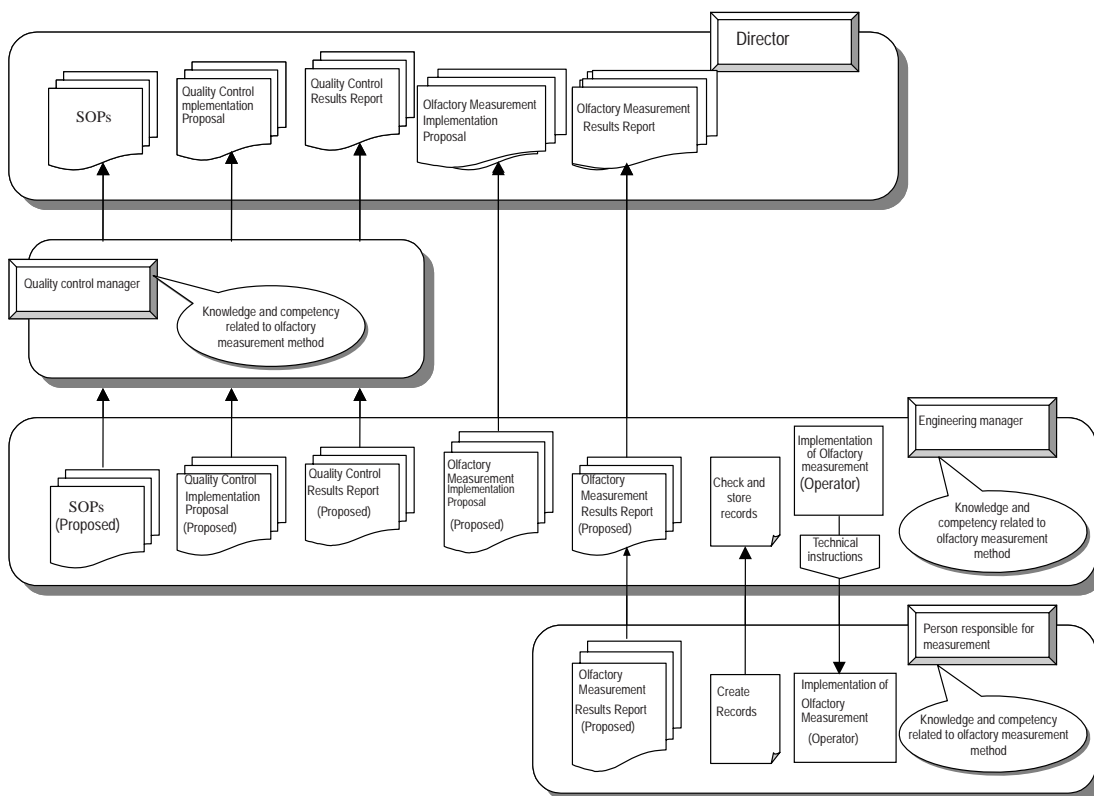 Director
SOPs
Quality Control
mplementation
Proposal
Quality Control
Results Report
Olfactory Measurement
Implementation
Proposal
Olfactory Measurement
Results Report
Quality control manager
Knowledge and competency
related to olfactory
measurement method
Engineering manager
SOPs
(Proposed)
Quality Control
Implementation
Proposal
(Proposed)
Quality Control
Results Report
(Proposed)
Olfactory
Measurement
Implementation
Proposal
(Proposed)
Olfactory
Measurement
Results Report
(Proposed)
Check and
store
records
Implementation
of Olfactory
measurement
(Operator)
Technical
instructions
Knowledge and
competency related to
olfactory measurement
method
Person responsible for
measurement
Olfactory
Measurement
Results Report
(Proposed)
Create
Records
Implementation of
Olfactory
Measurement
(Operator)
Knowledge and competency
related to olfactory measurement
method